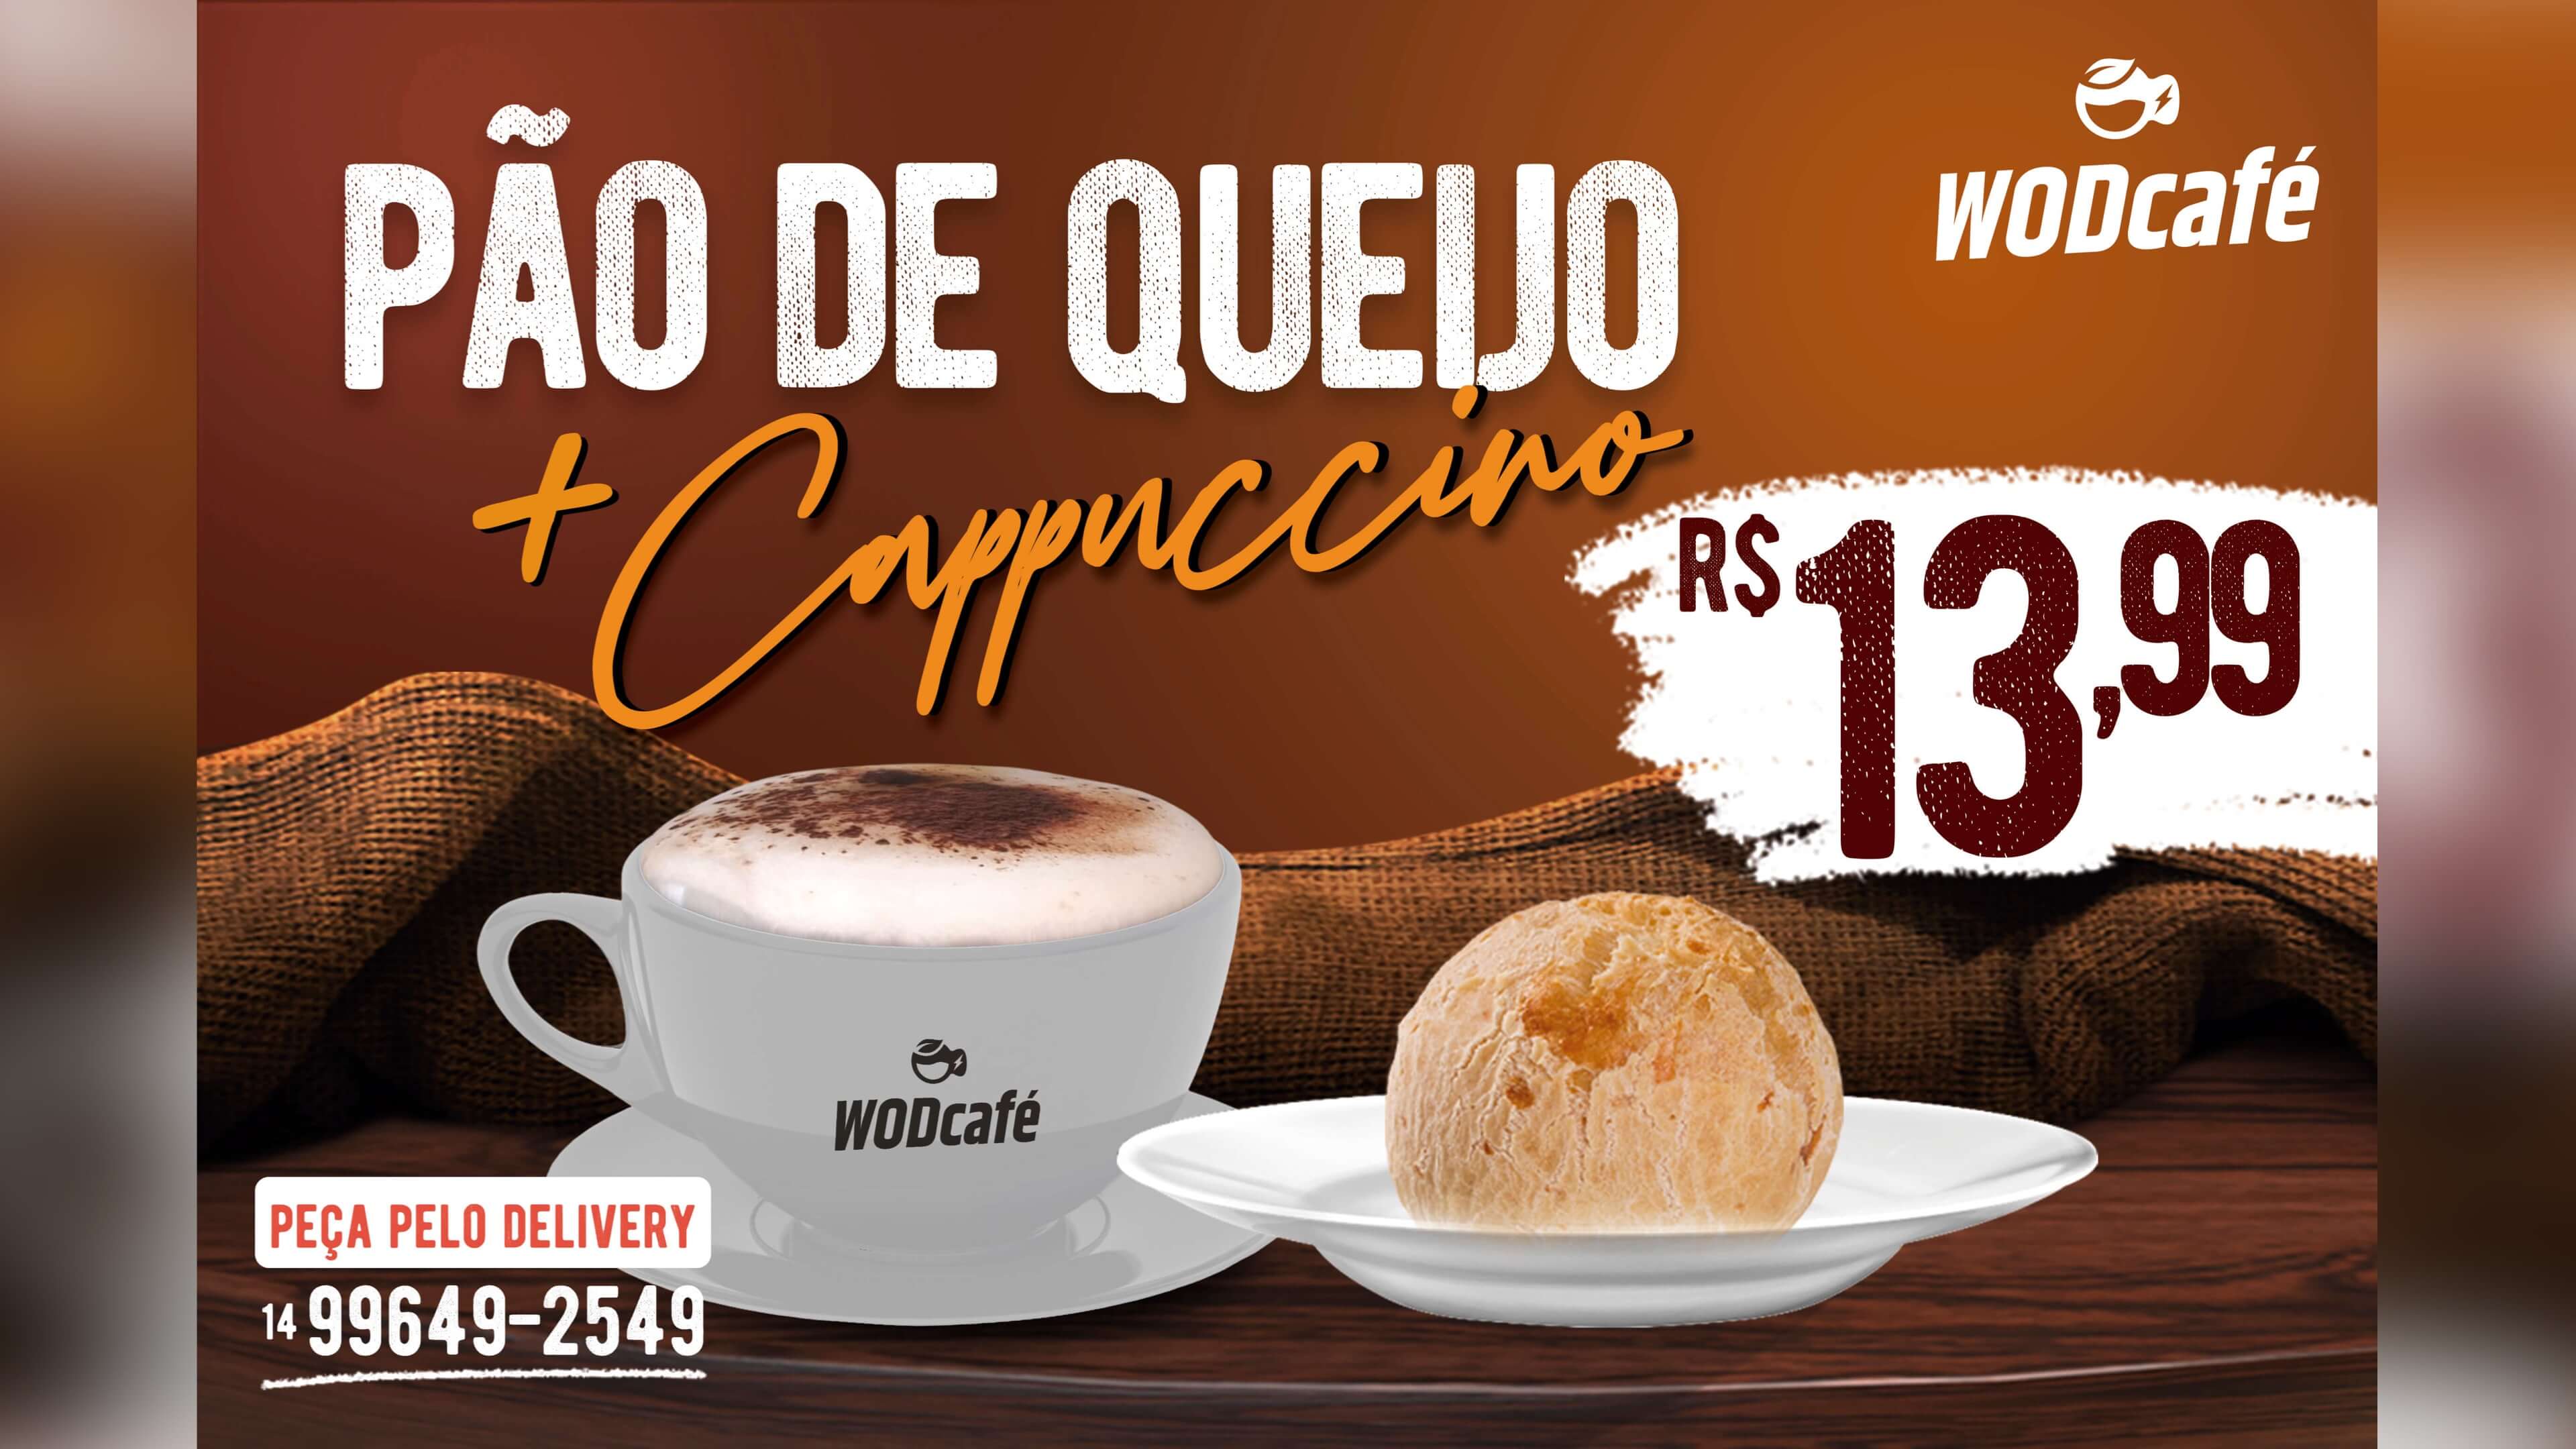 WODcafé
PÃO DE QUEIJO
+ Cappuccino
R$ 13,99
WODcafé
PEÇA PELO DELIVERY
14 99649-2549